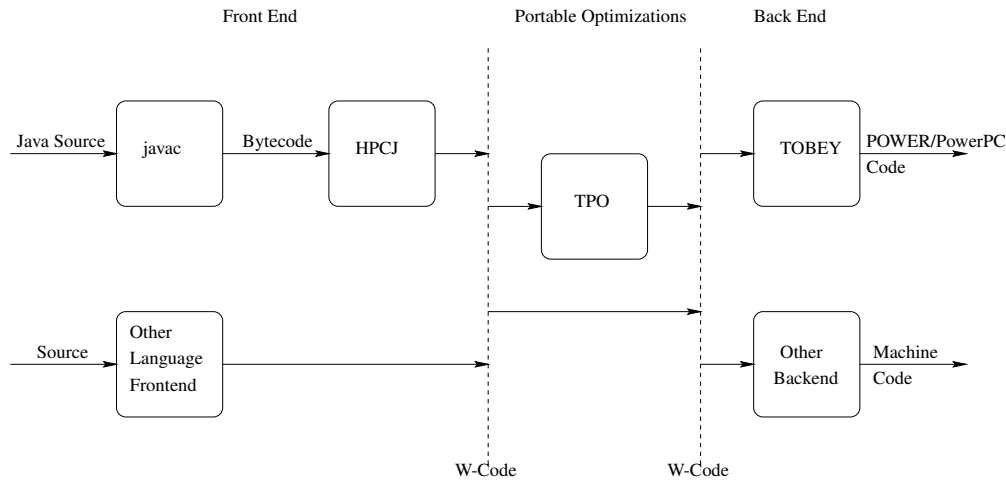 Front End
Portable Optimizations
Back End
Java Source
javac
Bytecode
HPCJ
TPO
TOBEY
POWER/PowerPC
Code
Source
Other
Language
Frontend
Other
Backend
Machine
Code
W-Code
W-Code